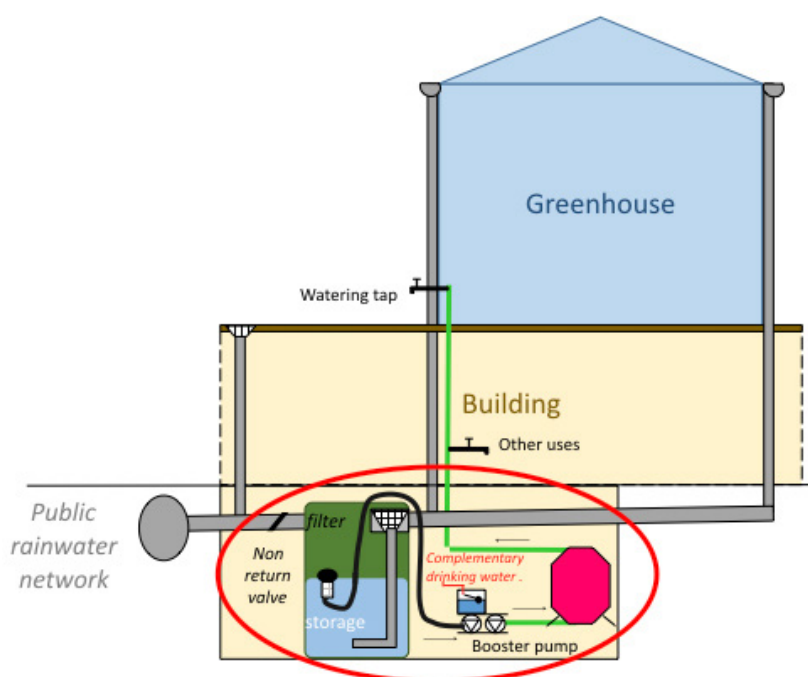 Greenhouse
Watering tap
Building
Other uses
Public
rainwater
network
filter
Non
return
valve
storage
Complementary
drinking water .
Booster pump